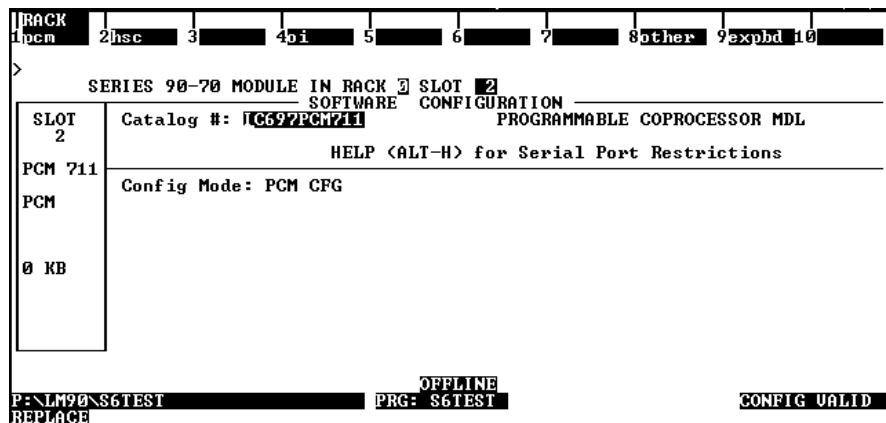 RACK
1pcm 2hsc 3 4oi 5 6 7 8other 9expbd 10
>
SERIES 90-70 MODULE IN RACK 0 SLOT 2
SOFTWARE CONFIGURATION
SLOT Catalog #: IC697PCM711 PROGRAMMABLE COPROCESSOR MDL
2
HELP (ALT-H) for Serial Port Restrictions
PCM 711
Config Mode: PCM CFG
PCM
0 KB
OFFLINE
P:\LM90\S6TEST PRG: S6TEST CONFIG VALID
REPLACE